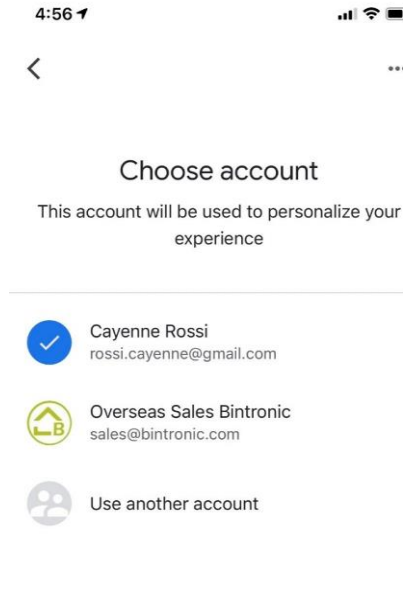 4:56
Choose account
This account will be used to personalize your
experience
Cayenne Rossi
rossi.cayenne@gmail.com
B
Overseas Sales Bintronic
sales@bintronic.com
Use another account